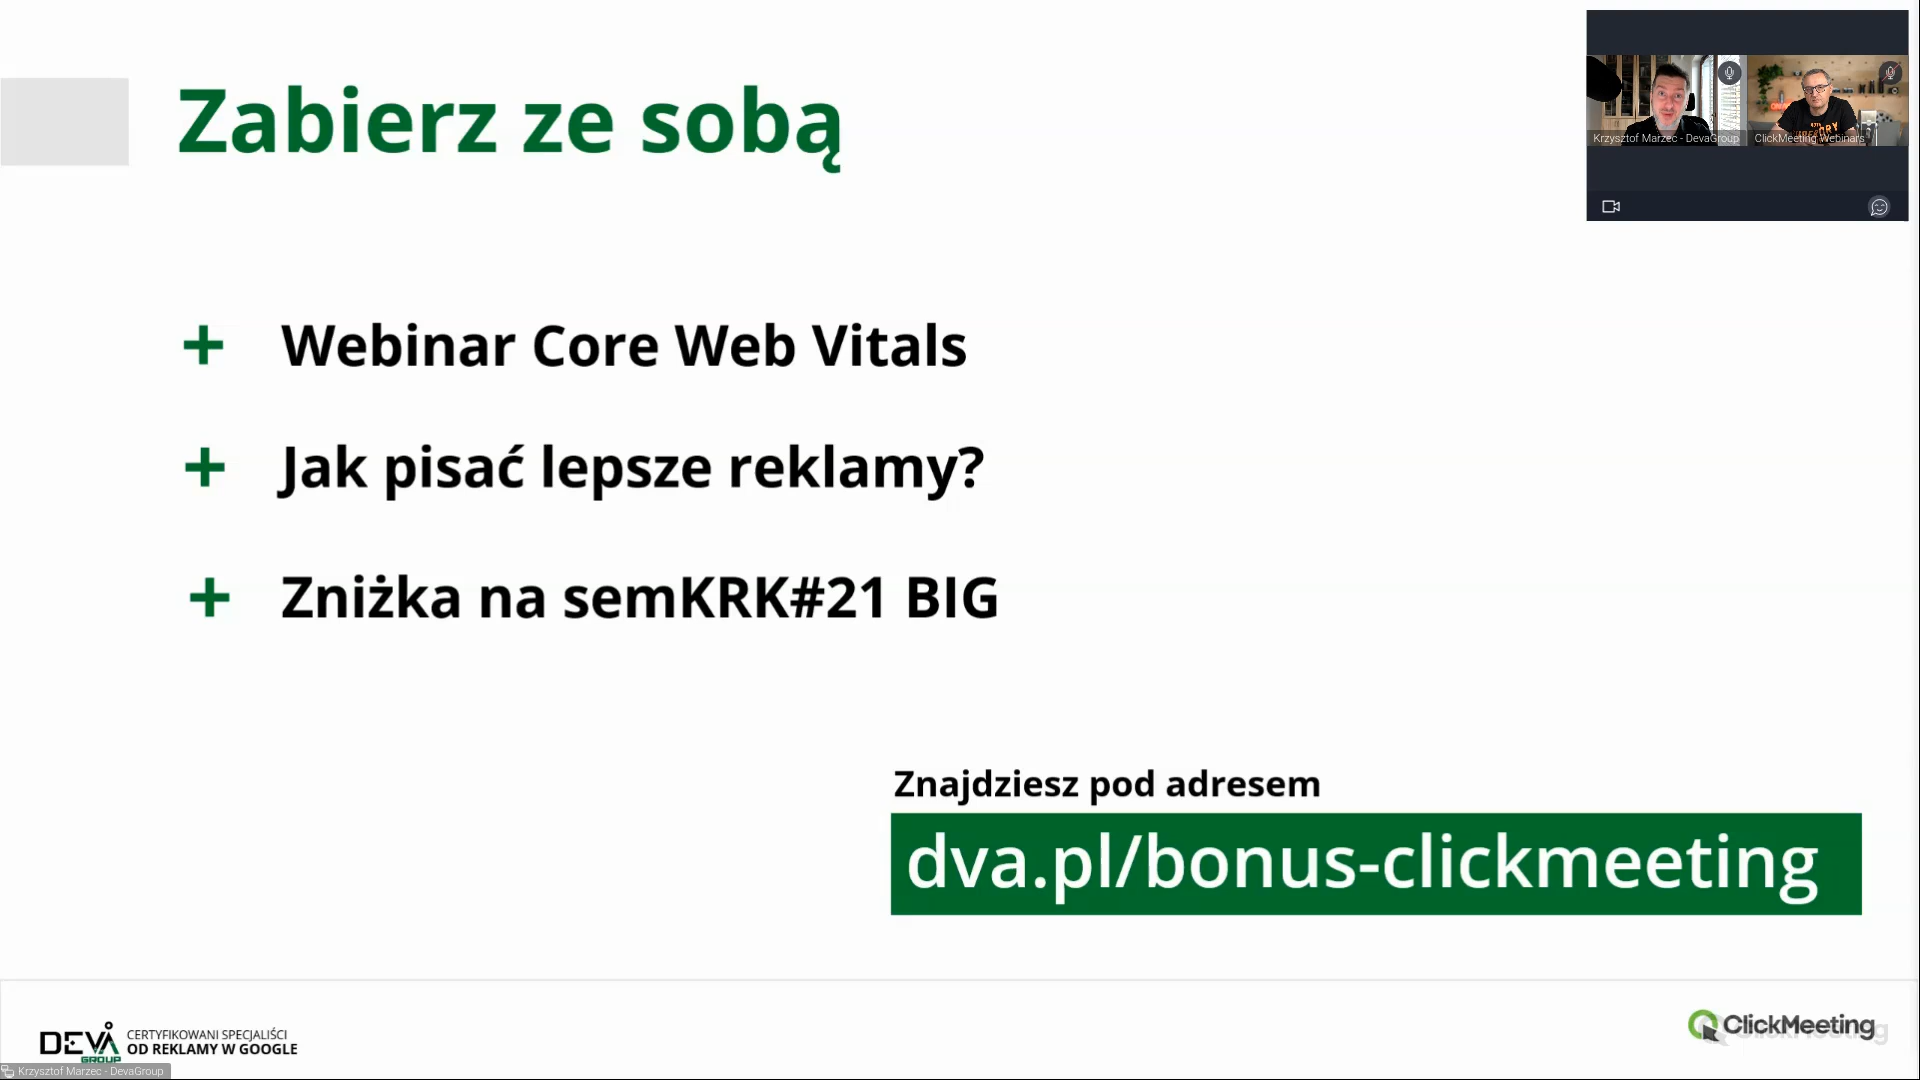 Zabierz ze sobą
Krzysztof Marzec - DevaGroup
ClickMeeting Webinars
+ Webinar Core Web Vitals
+ Jak pisać lepsze reklamy?
+ Zniżka na semKRK#21 BIG
Znajdziesz pod adresem
dva.pl/bonus-clickmeeting
DEVA GROUP
CERTYFIKOWANI SPECJALIŚCI
OD REKLAMY W GOOGLE
ClickMeeting
Krzysztof Marzec - DevaGroup